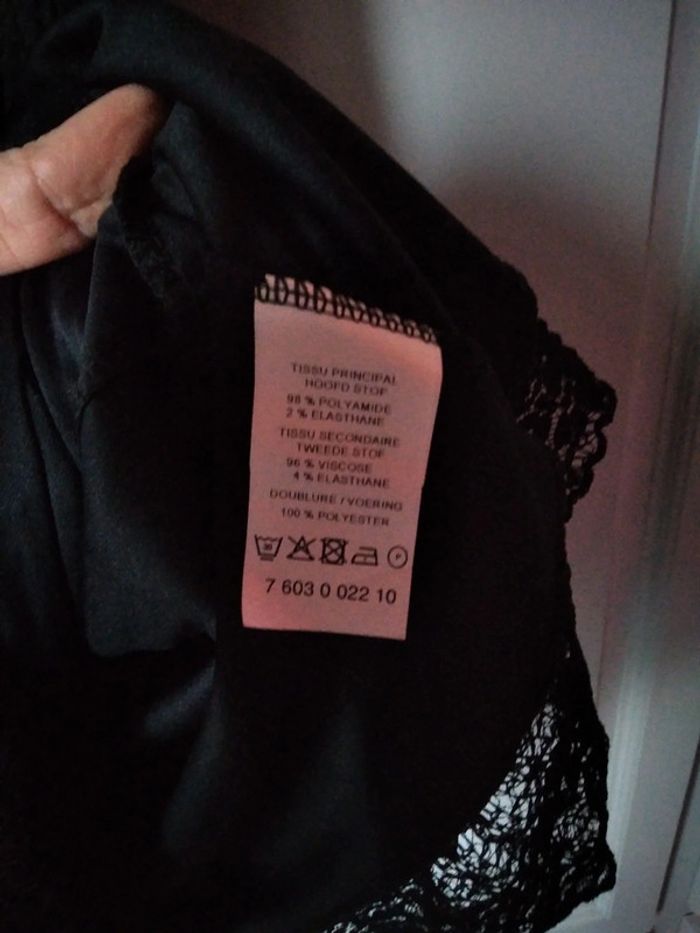 TISSU PRINCIPAL
HOOFD STOF
98 % POLYAMIDE
2 % ELASTHANE
TISSU SECONDAIRE
TWEEDE STOF
96 % VISCOSE
4 % ELASTHANE
DOUBLURE / VOERING
100 % POLYESTER
30 P
7 603 0 022 10